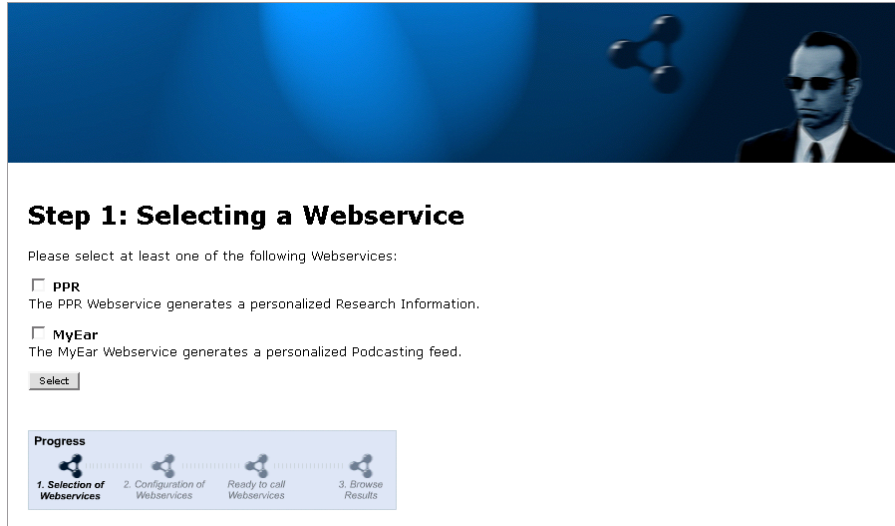 Step 1: Selecting a Webservice
Please select at least one of the following Webservices:
PPR
The PPR Webservice generates a personalized Research Information.
MyEar
The MyEar Webservice generates a personalized Podcasting feed.
Select
Progress
1. Selection of
Webservices
2. Configuration of
Webservices
Ready to call
Webservices
3. Browse
Results